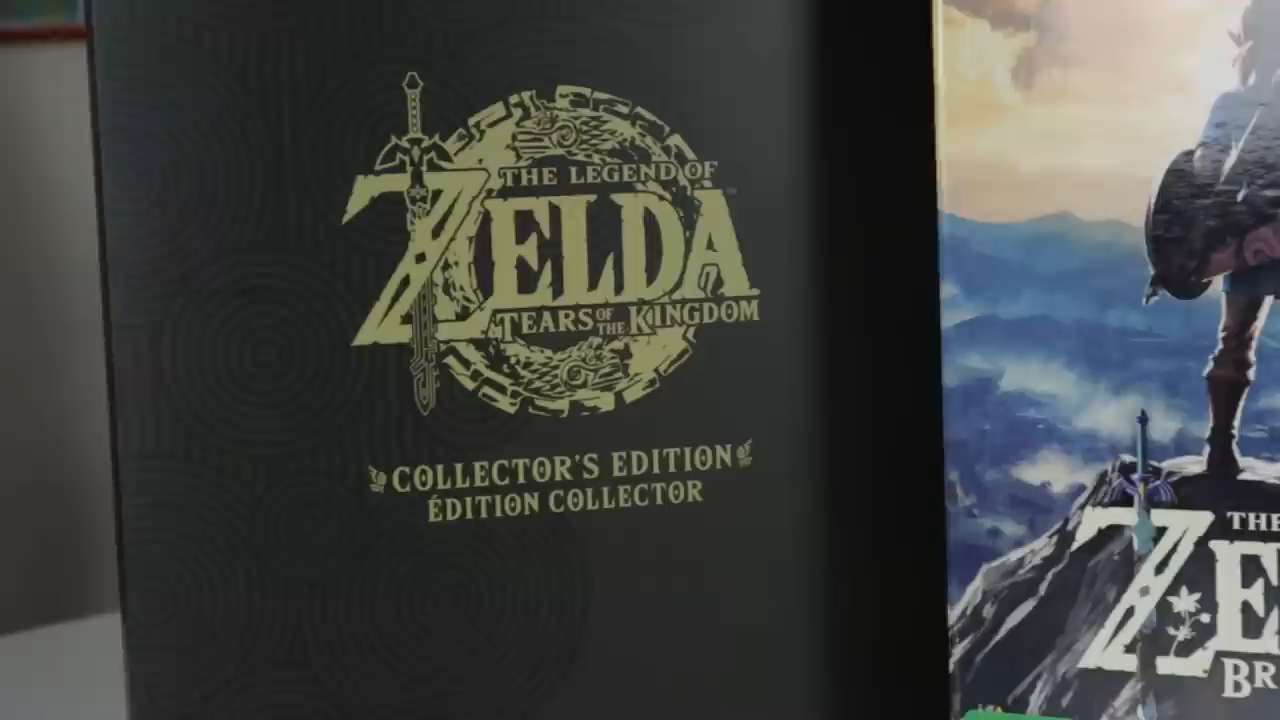 THE LEGEND OF
ZELDA
TEARS OF THE KINGDOM
COLLECTOR'S EDITION
ÉDITION COLLECTOR
THE
ZE
BR